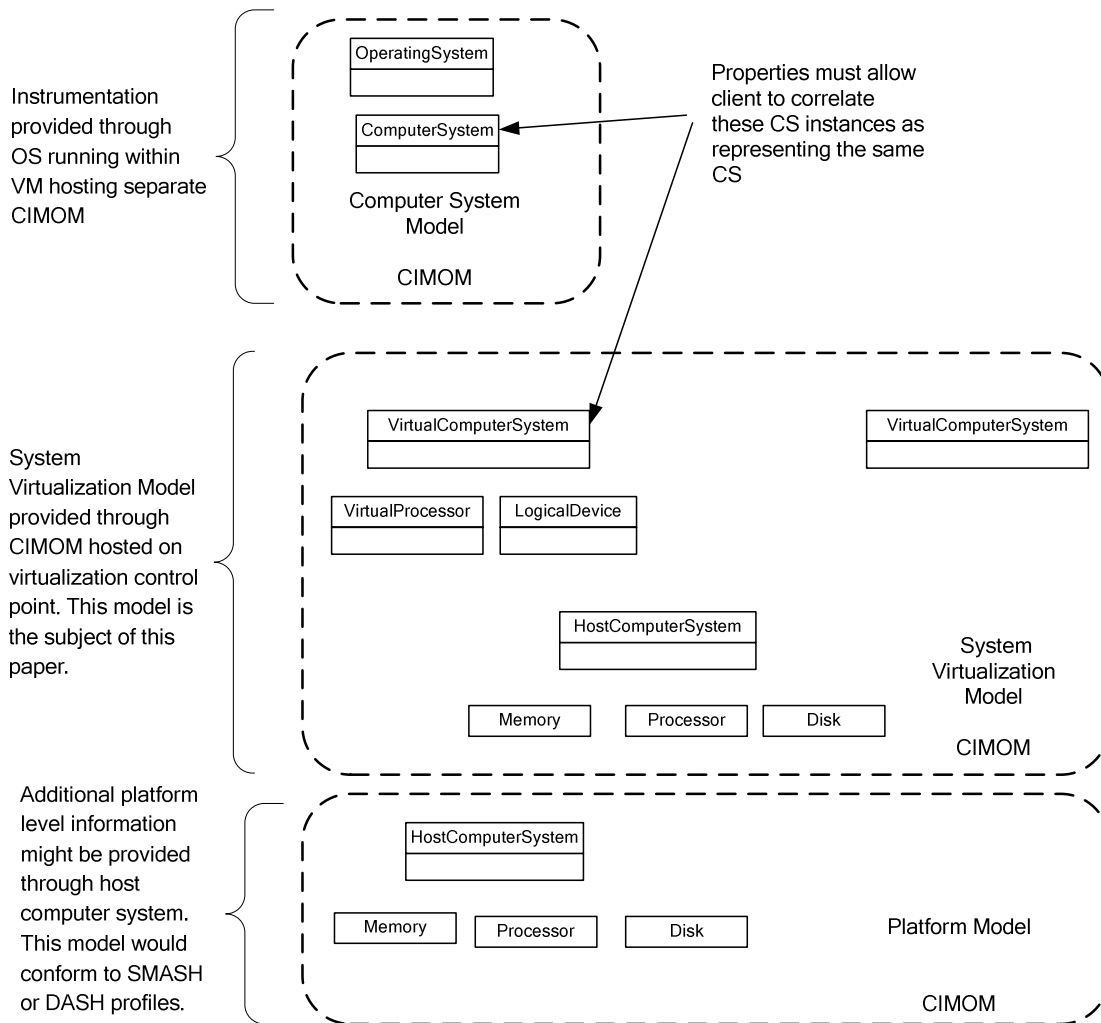 Instrumentation
provided through
OS running within
VM hosting separate
CIMOM
OperatingSystem
ComputerSystem
Computer System
Model
CIMOM
Properties must allow
client to correlate
these CS instances as
representing the same
CS
System
Virtualization Model
provided through
CIMOM hosted on
virtualization control
point. This model is
the subject of this
paper.
VirtualComputerSystem
VirtualComputerSystem
VirtualProcessor
LogicalDevice
HostComputerSystem
Memory
Processor
Disk
System
Virtualization
Model
CIMOM
Additional platform
level information
might be provided
through host
computer system.
This model would
conform to SMASH
or DASH profiles.
HostComputerSystem
Memory
Processor
Disk
Platform Model
CIMOM